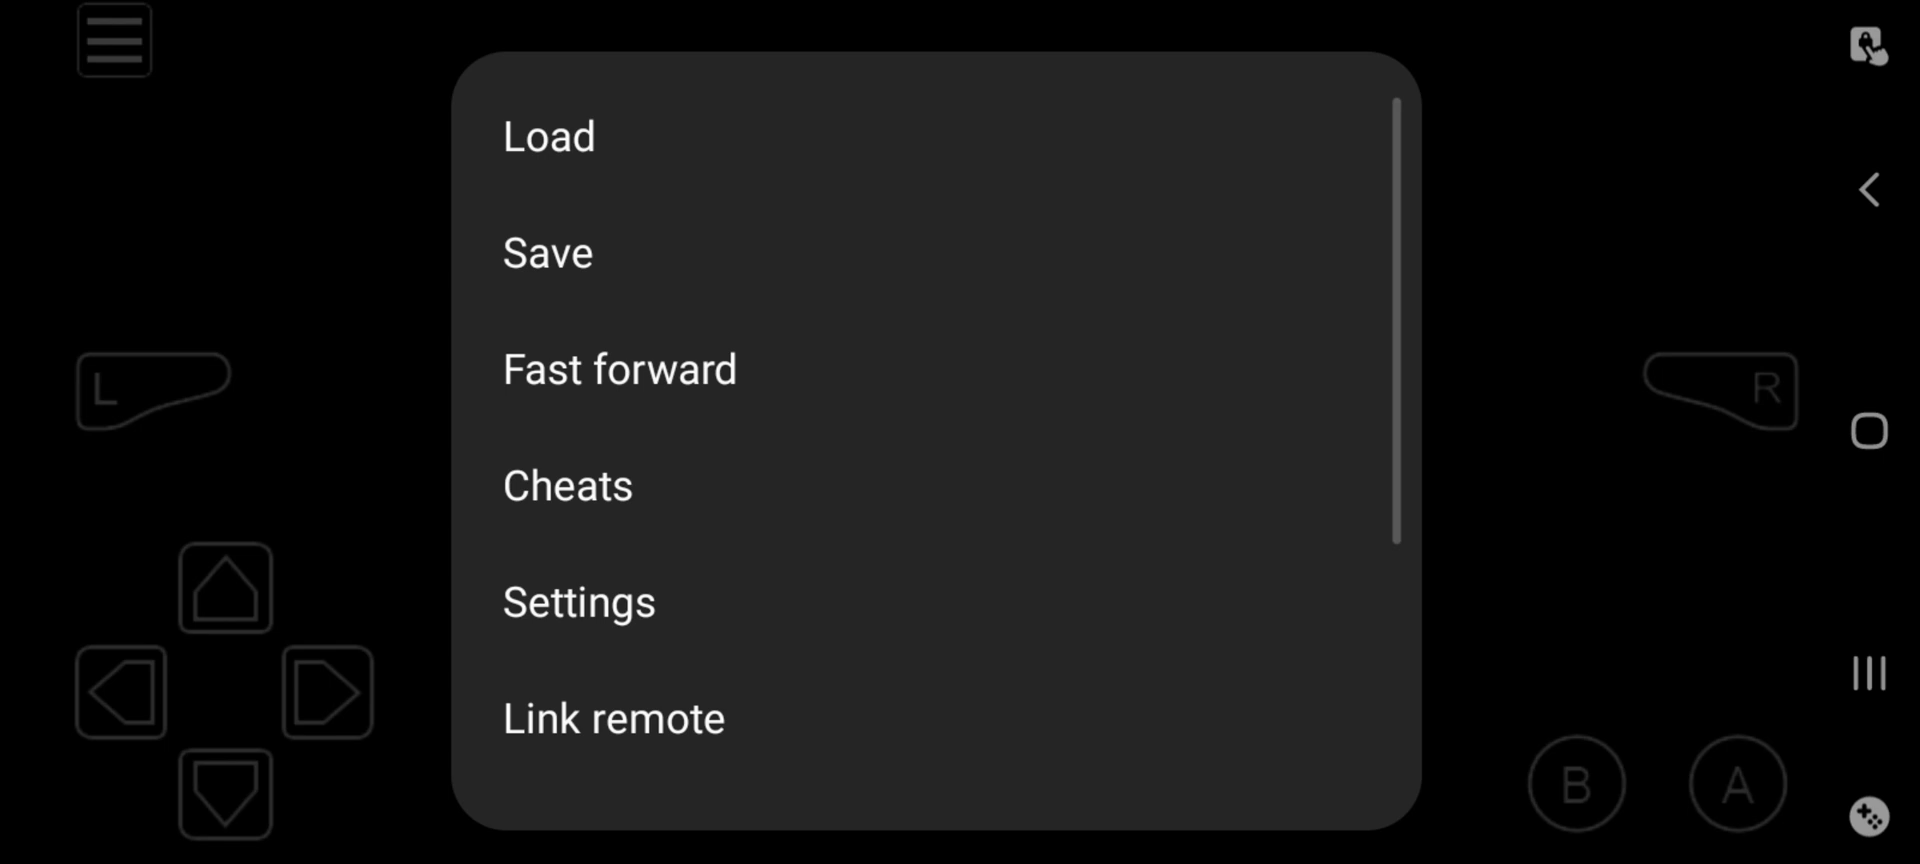 Load
Save
Fast forward
Cheats
Settings
Link remote
L
R
B
A